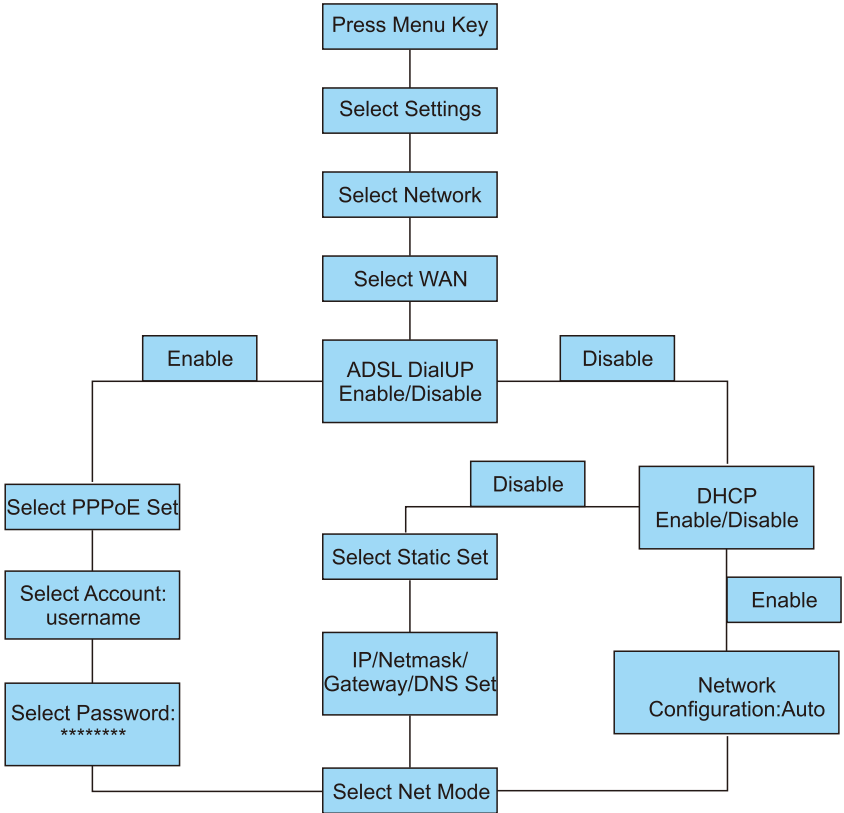 Press Menu Key
Select Settings
Select Network
Select WAN
Enable
ADSL DialUP
Enable/Disable
Disable
Select PPPoE Set
Select Account:
username
Select Password:
********
Disable
DHCP
Enable/Disable
Select Static Set
IP/Netmask/
Gateway/DNS Set
Enable
Network
Configuration:Auto
Select Net Mode